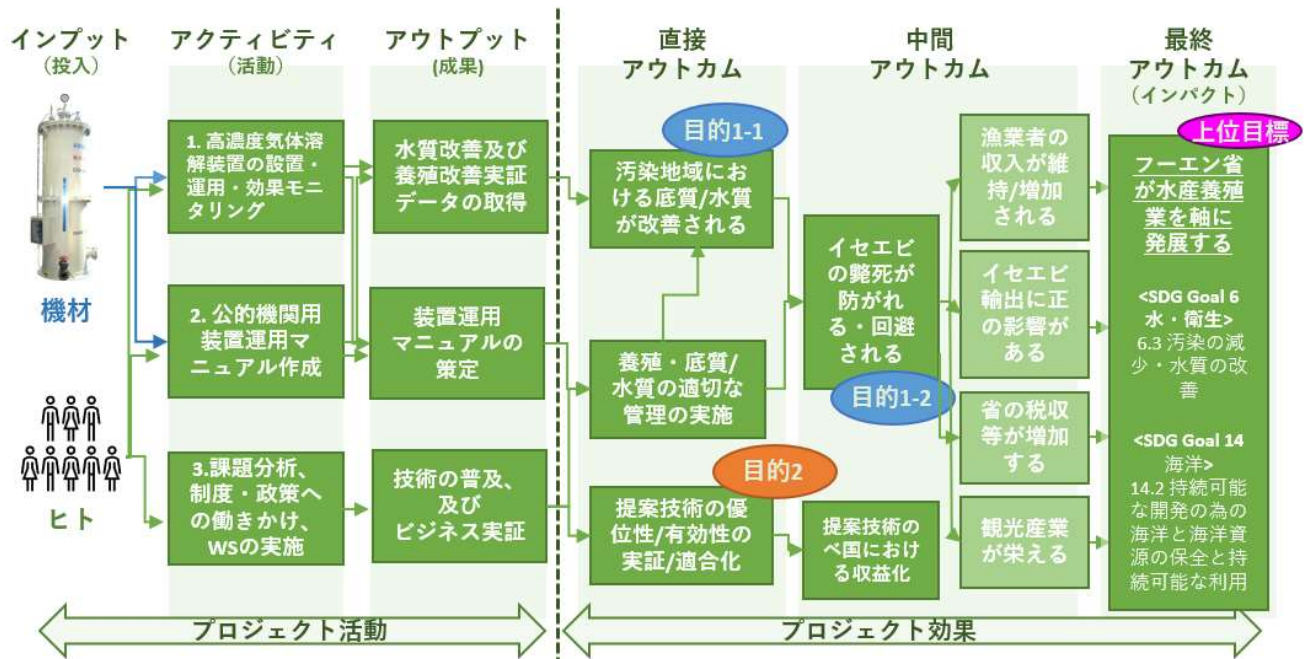 インプット
（投入）
アクティビティ
（活動）
アウトプット
(成果)
直接
アウトカム
中間
アウトカム
最終
アウトカム
（インパクト）
機材
ヒト
1. 高濃度気体溶
解装置の設置・
運用・効果モニ
タリング
2. 公的機関用
装置運用マ
ニュアル作成
3.課題分析、
制度・政策へ
の働きかけ、
WSの実施
水質改善及び
養殖改善実証
データの取得
装置運用
マニュアルの
策定
技術の普及、
及び
ビジネス実証
目的1-1
汚染地域にお
ける底質/水質
が改善される
養殖・底質/
水質の適切な
管理の実施
目的2
提案技術の優
位性/有効性の
実証/適合化
イセエビ
の斃死が
防がれ
る・回避
される
目的1-2
提案技術の
ベ国におけ
る収益化
漁業者の
収入が維
持/増加
される
イセエビ
輸出に正
の影響が
ある
省の税収
等が増加
する
観光産業
が栄える
上位目標
フーエン省
が水産養殖
業を軸に
発展する
<SDG Goal 6
水・衛生>
6.3 汚染の減
少・水質の改
善
<SDG Goal 14
海洋>
14.2 持続可能
な開発の為の
海洋と海洋資
源の保全と持
続可能な利用
プロジェクト活動
プロジェクト効果